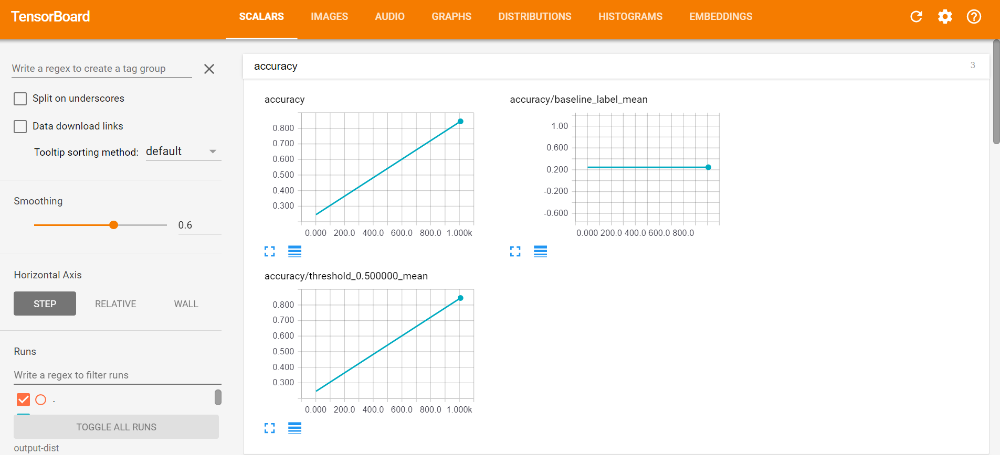 TensorBoard
SCALARS IMAGES AUDIO GRAPHS DISTRIBUTIONS HISTOGRAMS EMBEDDINGS
Write a regex to create a tag group
Split on underscores
Data download links
Tooltip sorting method: default
Smoothing
0.6
Horizontal Axis
STEP RELATIVE WALL
Runs
Write a regex to filter runs
.
TOGGLE ALL RUNS
output-dist
accuracy 3
accuracy
0.800
0.700
0.600
0.500
0.400
0.300
0.000 200.0 400.0 600.0 800.0 1.000k
accuracy/baseline_label_mean
1.00
0.600
0.200
-0.200
-0.600
0.000 200.0 400.0 600.0 800.0
accuracy/threshold_0.500000_mean
0.800
0.700
0.600
0.500
0.400
0.300
0.000 200.0 400.0 600.0 800.0 1.000k